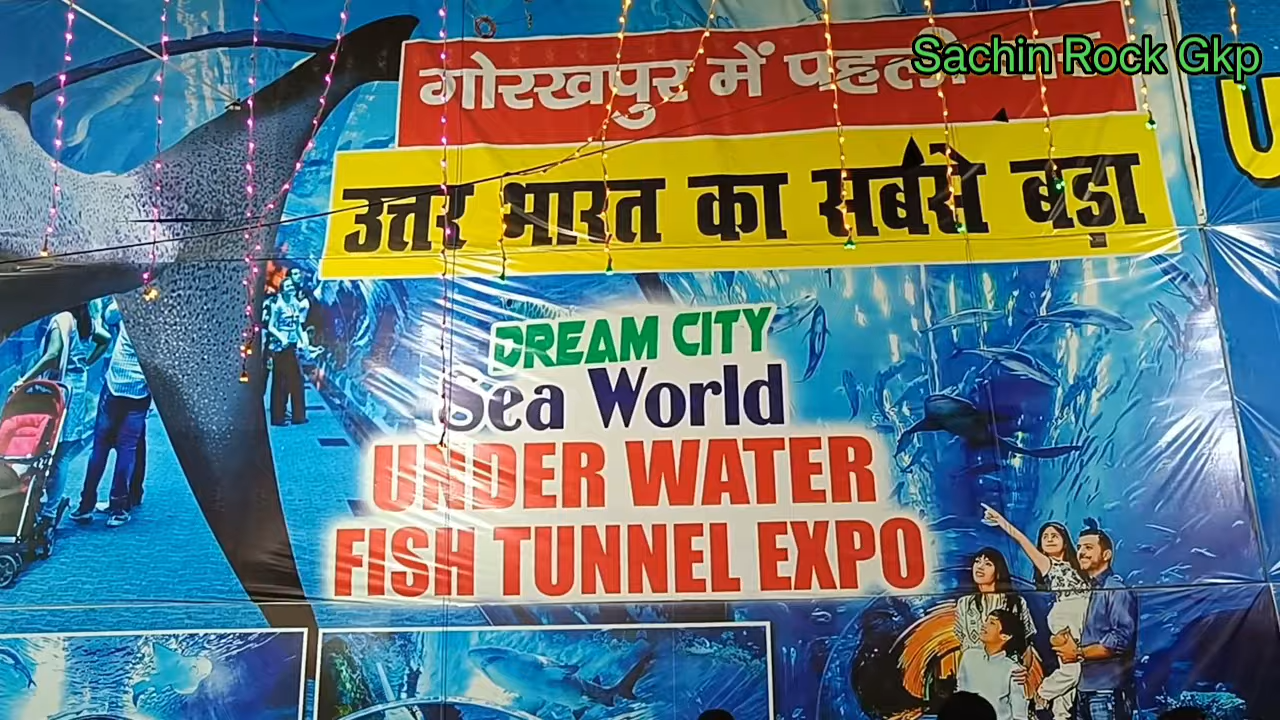 Sachin Rock Gkp
गोरखपुर में पहली
उत्तर भारत का सबसे बड़ा
DREAM CITY
Sea World
UNDER WATER
FISH TUNNEL EXPO